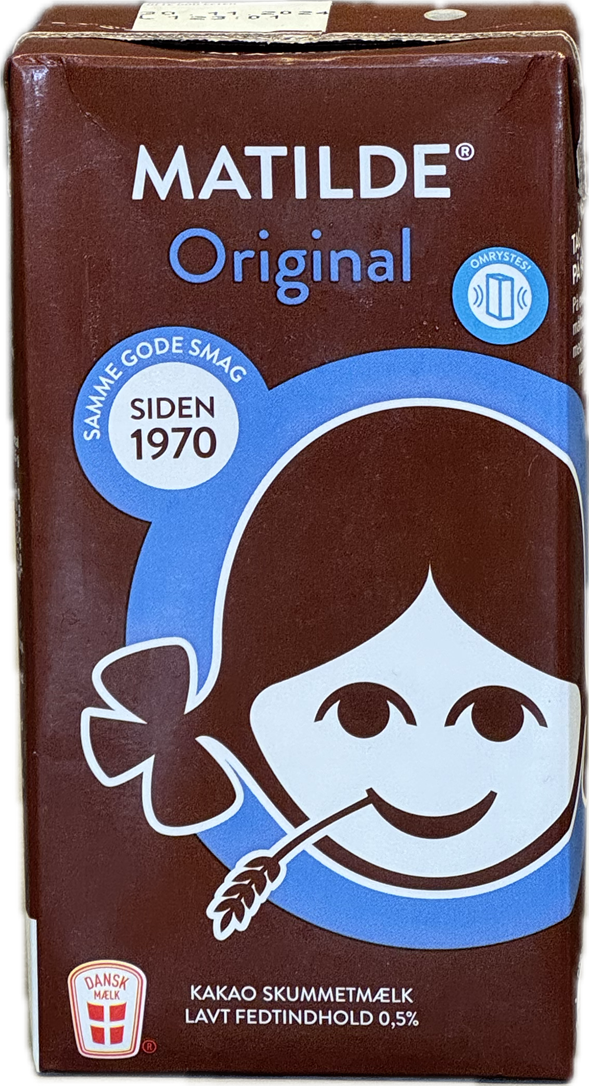 MATILDE®
Original
OMRYSTES!
SAMME GODE SMAG
SIDEN
1970
DANSK
MÆLK
®
KAKAO SKUMMETMÆLK
LAVT FEDTINDHOLD 0,5%